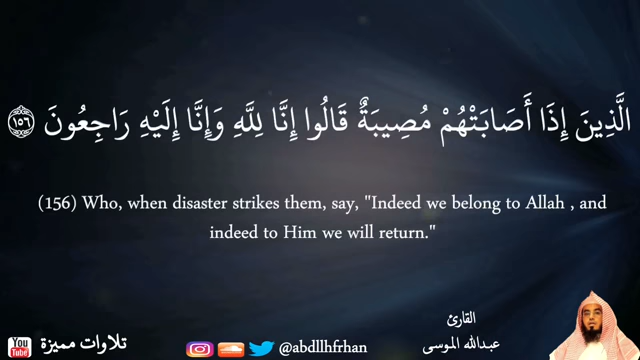 الَّذِينَ إِذَا أَصَابَتْهُمْ مُصِيبَةٌ قَالُوا إِنَّا لِلَّهِ وَإِنَّا إِلَيْهِ رَاجِعُونَ ١٥٦
(156) Who, when disaster strikes them, say, "Indeed we belong to Allah , and
indeed to Him we will return."
القارئ
عبدالله الموسى
You Tube تلاوات مميزة @abdllhfrhan